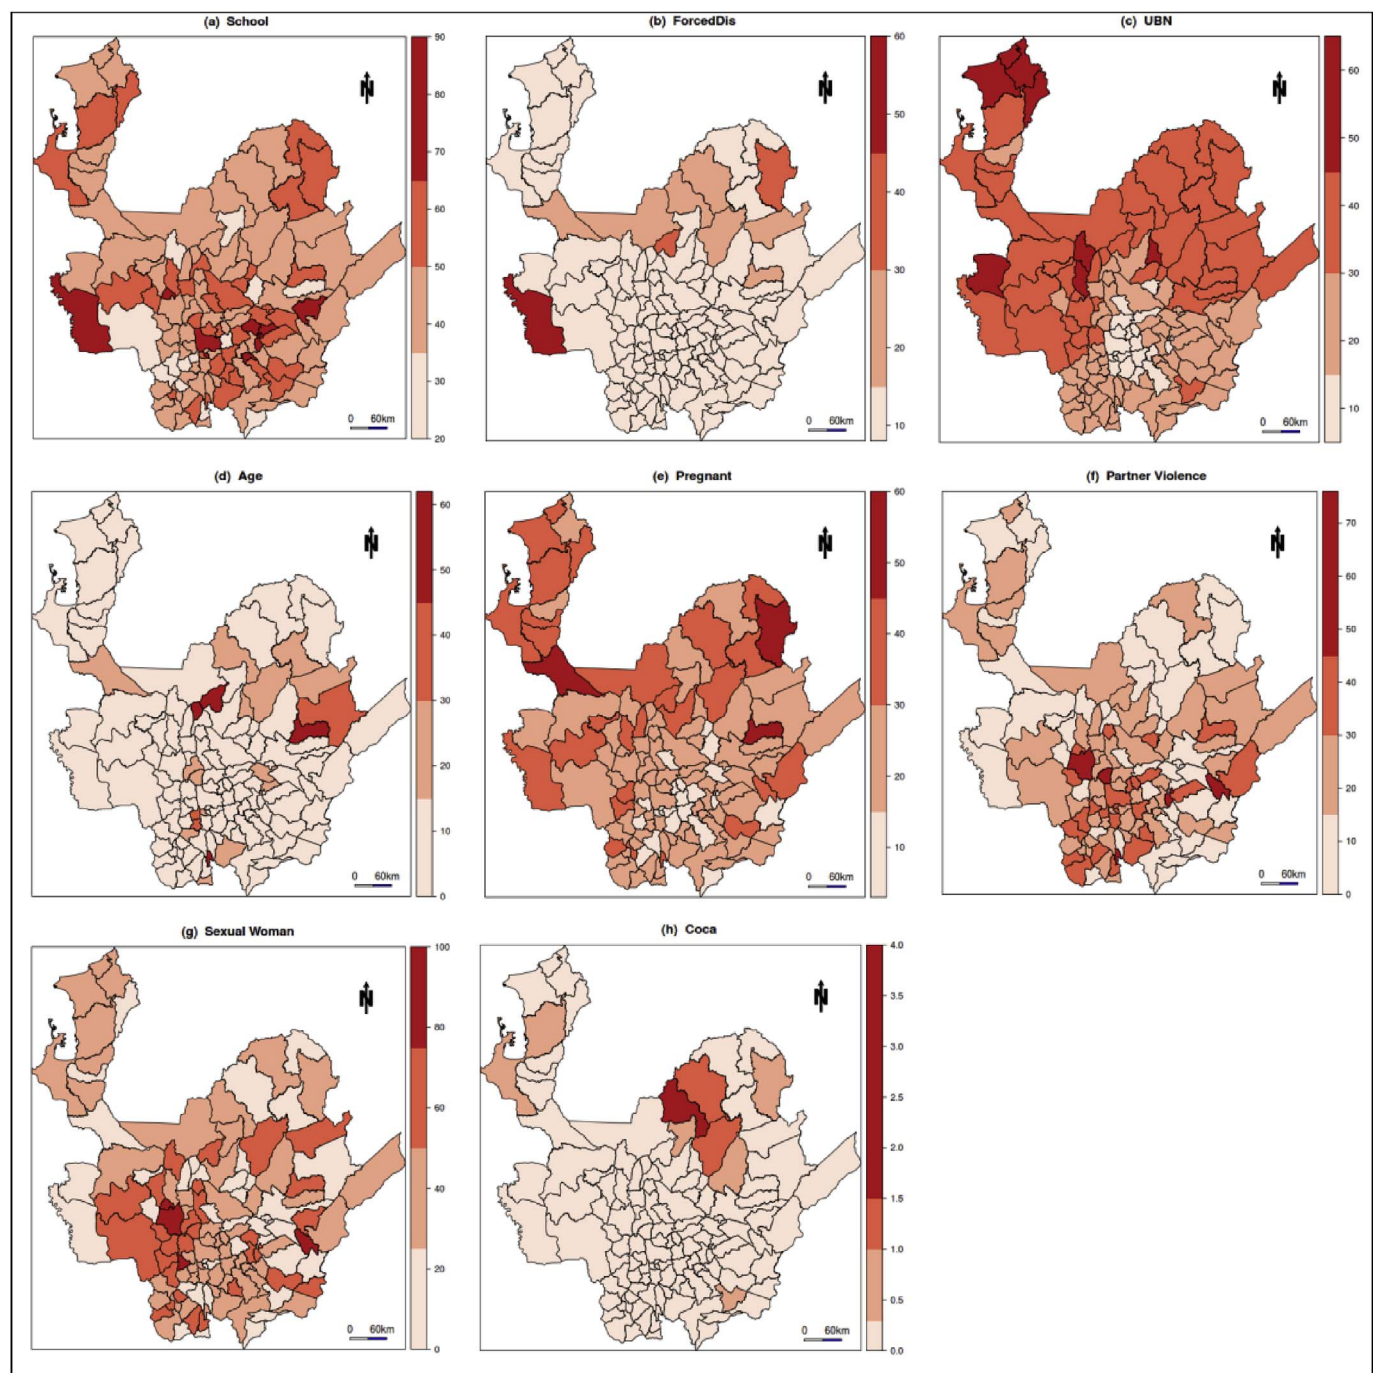 (a) School
(b) ForcedDis
(c) UBN
90
80
70
60
50
40
30
20
N
0 60km
60
50
40
30
20
10
N
0 60km
60
50
40
30
20
10
N
0 60km
(d) Age
(e) Pregnant
(f) Partner Violence
60
50
40
30
20
10
0
N
0 60km
60
50
40
30
20
10
N
0 60km
70
60
50
40
30
20
10
0
N
0 60km
(g) Sexual Woman
(h) Coca
100
80
60
40
20
0
N
0 60km
4.0
3.5
3.0
2.5
2.0
1.5
1.0
0.5
0.0
N
0 60km